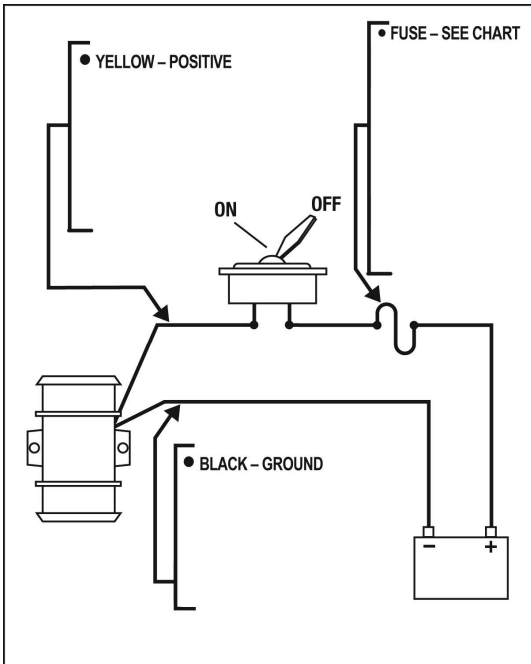 ● YELLOW – POSITIVE
● FUSE – SEE CHART
ON
OFF
● BLACK – GROUND
– +